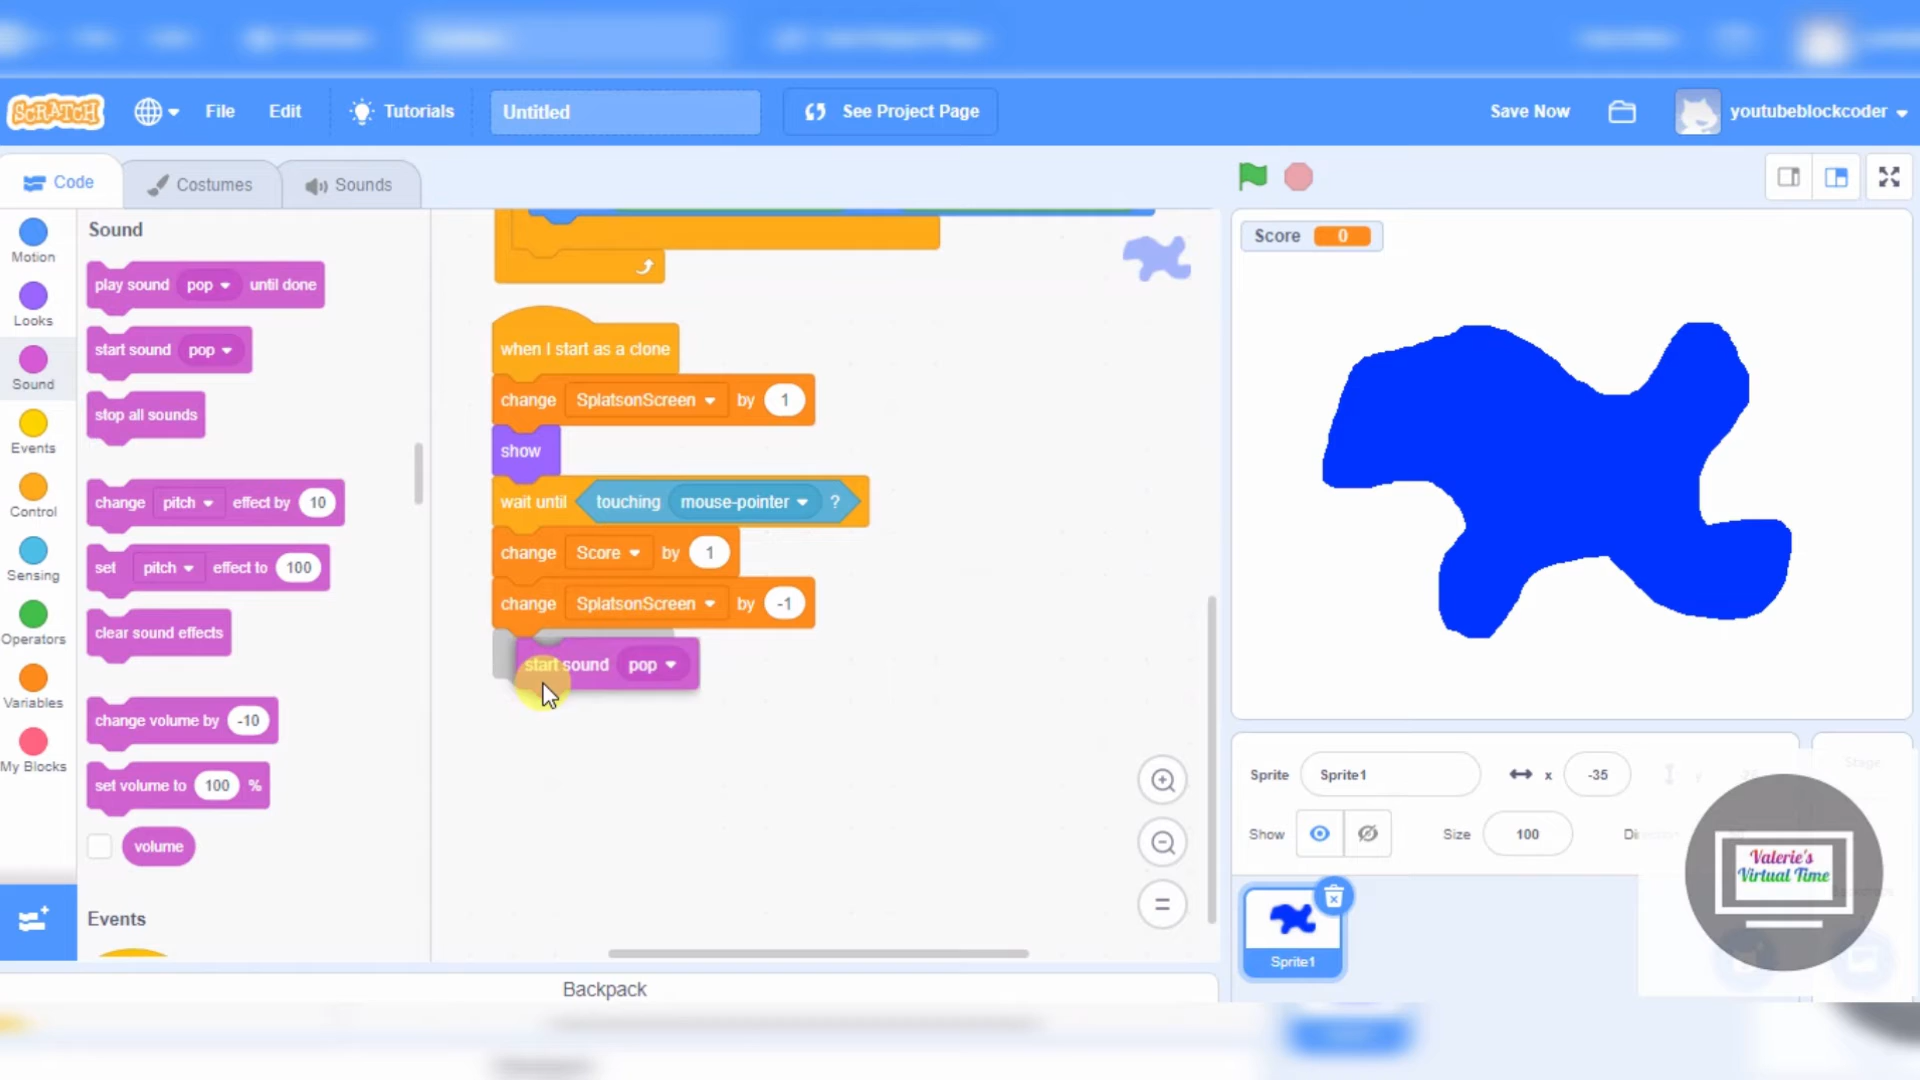 SCRATCH
File
Edit
Tutorials
Untitled
See Project Page
Save Now
youtubeblockcoder
Code
Costumes
Sounds
Motion
Looks
Sound
Events
Control
Sensing
Operators
Variables
My Blocks
Sound
play sound pop until done
start sound pop
stop all sounds
change pitch effect by 10
set pitch effect to 100
clear sound effects
change volume by -10
set volume to 100 %
volume
Events
when I start as a clone
change SplatsonScreen by 1
show
wait until touching mouse-pointer ?
change Score by 1
change SplatsonScreen by -1
start sound pop
Backpack
Score 0
Sprite Sprite1 x -35
Show Size 100
Sprite1
Stage
Valerie's
Virtual Time